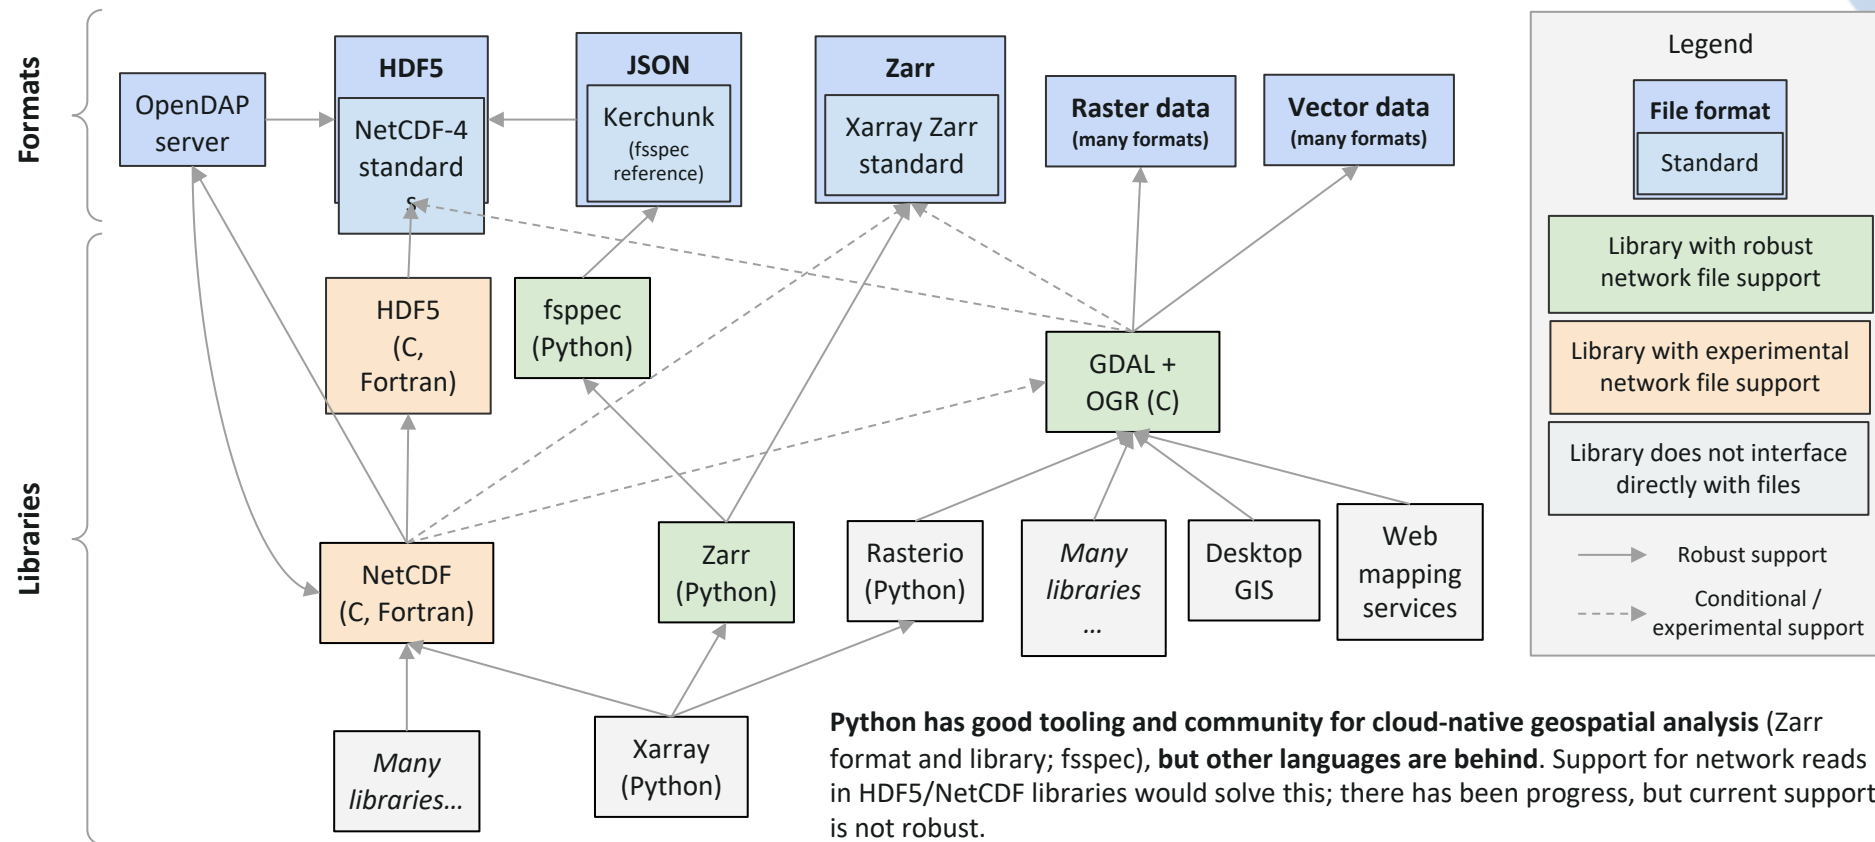 Formats
OpenDAP
server
HDF5
NetCDF-4
standard
s
JSON
Kerchunk
(fsspec
reference)
Zarr
Xarray Zarr
standard
Raster data
(many formats)
Vector data
(many formats)
Libraries
HDF5
(C,
Fortran)
fsppec
(Python)
GDAL +
OGR (C)
NetCDF
(C, Fortran)
Zarr
(Python)
Rasterio
(Python)
Many
libraries
...
Desktop
GIS
Web
mapping
services
Many
libraries...
Xarray
(Python)
Legend
File format
Standard
Library with robust
network file support
Library with experimental
network file support
Library does not interface
directly with files
Robust support
Conditional /
experimental support
Python has good tooling and community for cloud-native geospatial analysis (Zarr
format and library; fsspec), but other languages are behind. Support for network reads
in HDF5/NetCDF libraries would solve this; there has been progress, but current support
is not robust.